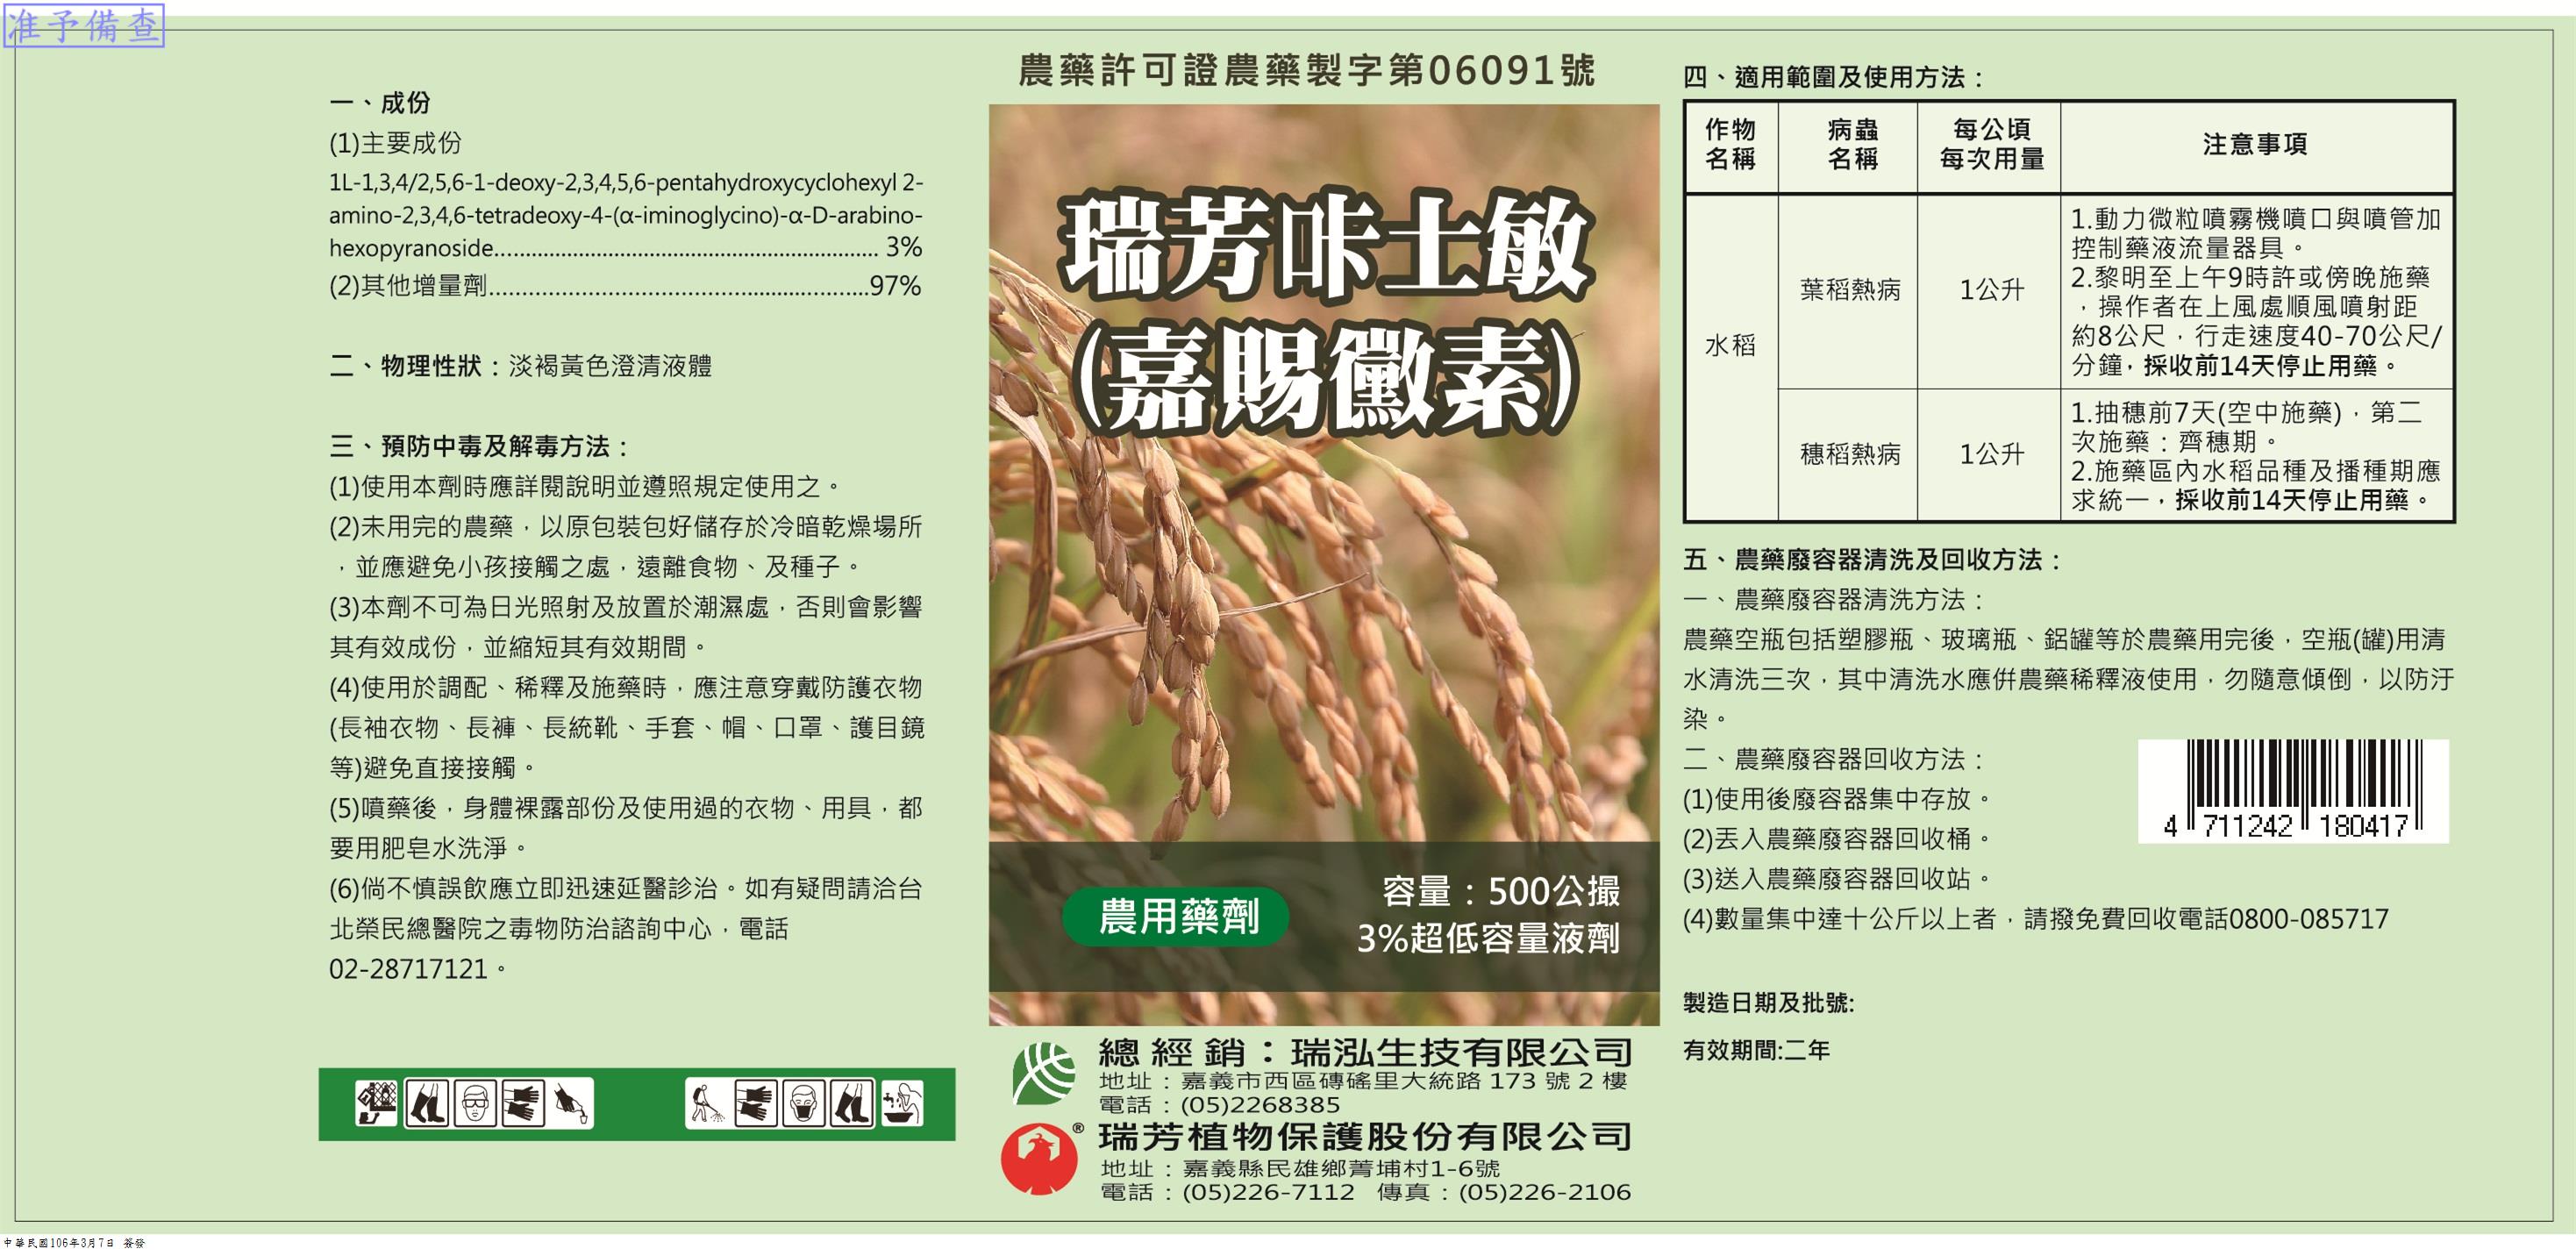 准予備查
一、成份
(1)主要成份
1L-1,3,4/2,5,6-1-deoxy-2,3,4,5,6-pentahydroxycyclohexyl 2-
amino-2,3,4,6-tetradeoxy-4-(α-iminoglycino)-α-D-arabino-
hexopyranoside.................................................................... 3%
(2)其他增量劑.........................................................97%
二、物理性狀：淡褐黃色澄清液體
三、預防中毒及解毒方法：
(1)使用本劑時應詳閱說明並遵照規定使用之。
(2)未用完的農藥，以原包裝包好儲存於冷暗乾燥場所
，並應避免小孩接觸之處，遠離食物、及種子。
(3)本劑不可為日光照射及放置於潮濕處，否則會影響
其有效成份，並縮短其有效期間。
(4)使用於調配、稀釋及施藥時，應注意穿戴防護衣物
(長袖衣物、長褲、長統靴、手套、帽、口罩、護目鏡
等)避免直接接觸。
(5)噴藥後，身體裸露部份及使用過的衣物、用具，都
要用肥皂水洗淨。
(6)倘不慎誤飲應立即迅速延醫診治。如有疑問請洽台
北榮民總醫院之毒物防治諮詢中心，電話
02-28717121。
農藥許可證農藥製字第06091號
瑞芳咔士敏
(嘉賜黴素)
農用藥劑
容量：500公撮
3%超低容量液劑
總經銷：瑞泓生技有限公司
地址：嘉義市西區磚磘里大統路 173 號 2 樓
電話：(05)2268385
®
瑞芳植物保護股份有限公司
地址：嘉義縣民雄鄉菁埔村1-6號
電話：(05)226-7112 傳真：(05)226-2106
四、適用範圍及使用方法：
作物名稱 病蟲名稱 每公頃每次用量 注意事項
水稻
葉稻熱病 1公升
1.動力微粒噴霧機噴口與噴管加
控制藥液流量器具。
2.黎明至上午9時許或傍晚施藥
，操作者在上風處順風噴射距
約8公尺，行走速度40-70公尺/
分鐘，採收前14天停止用藥。
穗稻熱病 1公升
1.抽穗前7天(空中施藥)，第二
次施藥：齊穗期。
2.施藥區內水稻品種及播種期應
求統一，採收前14天停止用藥。
五、農藥廢容器清洗及回收方法：
一、農藥廢容器清洗方法：
農藥空瓶包括塑膠瓶、玻璃瓶、鋁罐等於農藥用完後，空瓶(罐)用清
水清洗三次，其中清洗水應併農藥稀釋液使用，勿隨意傾倒，以防汙
染。
二、農藥廢容器回收方法：
(1)使用後廢容器集中存放。
(2)丟入農藥廢容器回收桶。
(3)送入農藥廢容器回收站。
(4)數量集中達十公斤以上者，請撥免費回收電話0800-085717
4 711242 180417
製造日期及批號:
有效期間:二年
中華民國106年3月7日 簽發